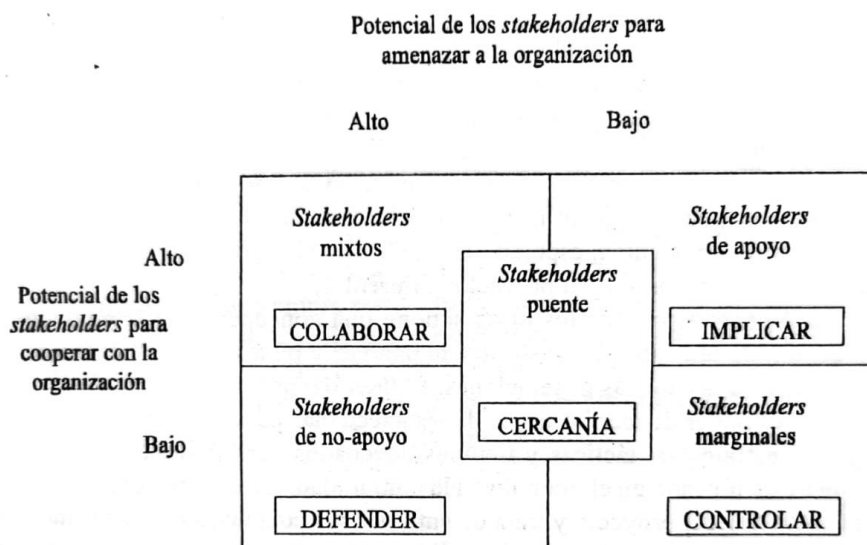 Potencial de los stakeholders para
amenazar a la organización
Alto
Bajo
Alto
Potencial de los
stakeholders para
cooperar con la
organización
Bajo
Stakeholders
mixtos
COLABORAR
Stakeholders
puente
CERCANÍA
Stakeholders
de apoyo
IMPLICAR
Stakeholders
de no-apoyo
DEFENDER
Stakeholders
marginales
CONTROLAR